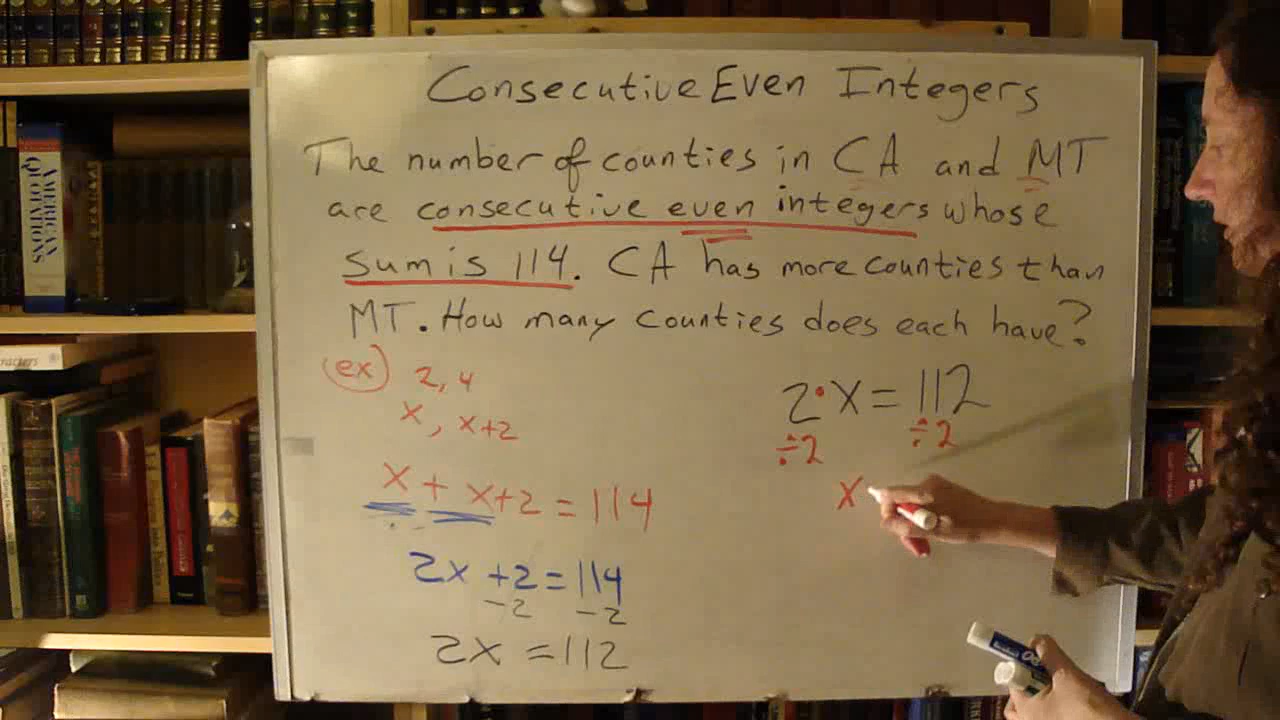 Consecutive Even Integers
The number of counties in CA and MT
are consecutive even integers whose
sum is 114. CA has more counties than
MT. How many counties does each have?
ex 2, 4
x, x+2
x + x+2 = 114
2x +2 = 114
-2 -2
2x = 112
2·x = 112
÷2 ÷2
x
AMERICAN
QUOTATIONS